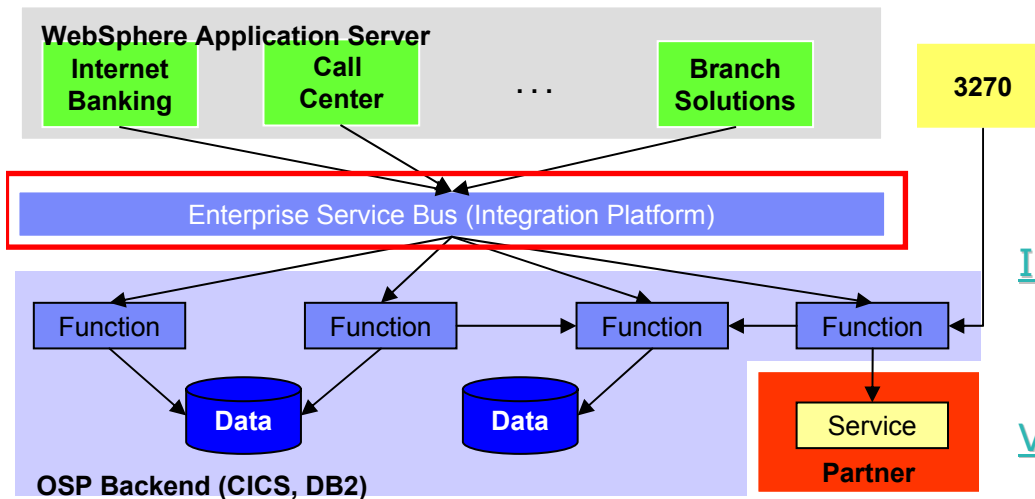 WebSphere Application Server
Internet
Banking
Call
Center
. . .
Branch
Solutions
3270
Enterprise Service Bus (Integration Platform)
I
Function
Function
Function
Function
Data
Data
Service
V
Partner
OSP Backend (CICS, DB2)